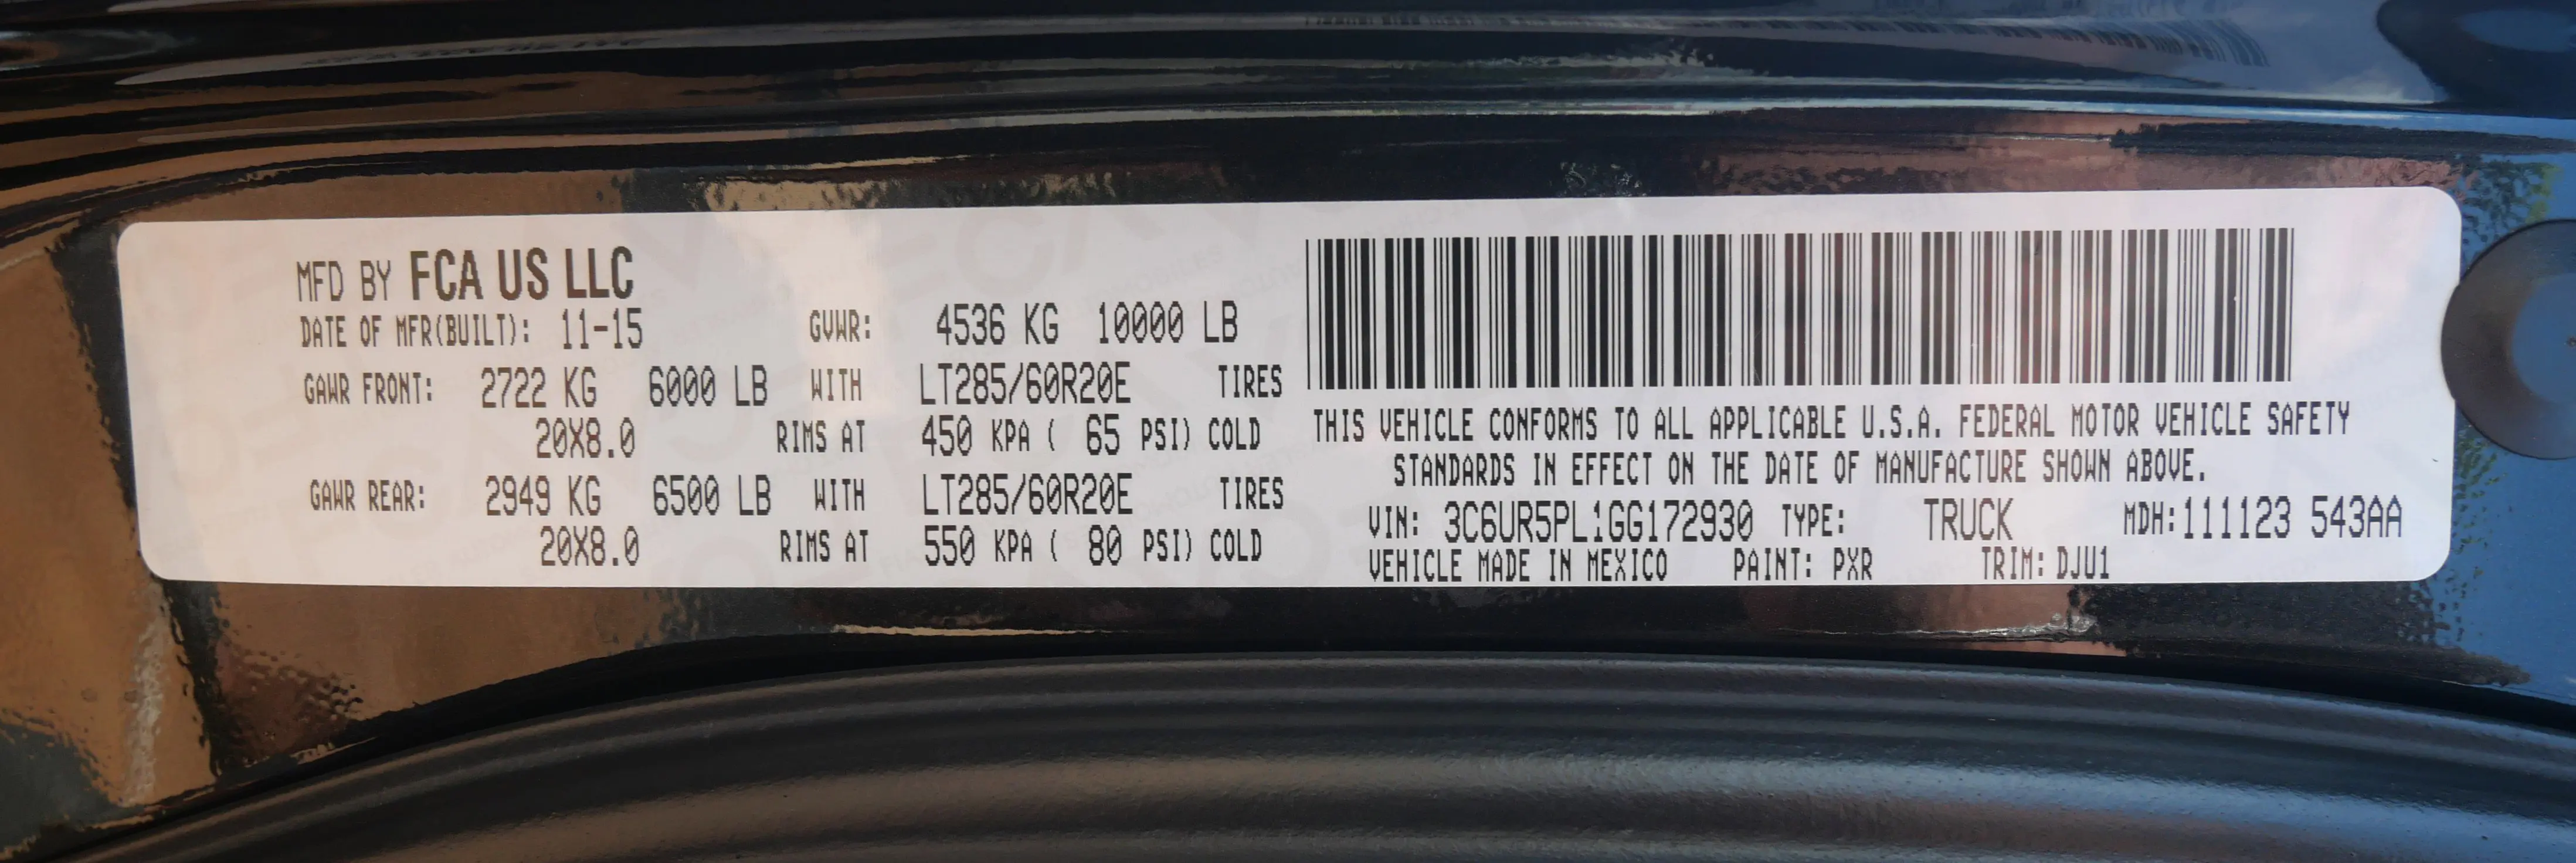 MFD BY FCA US LLC
DATE OF MFR(BUILT): 11-15 GVWR: 4536 KG 10000 LB
GAWR FRONT: 2722 KG 6000 LB WITH LT285/60R20E TIRES
20X8.0 RIMS AT 450 KPA ( 65 PSI) COLD
GAWR REAR: 2949 KG 6500 LB WITH LT285/60R20E TIRES
20X8.0 RIMS AT 550 KPA ( 80 PSI) COLD
THIS VEHICLE CONFORMS TO ALL APPLICABLE U.S.A. FEDERAL MOTOR VEHICLE SAFETY
STANDARDS IN EFFECT ON THE DATE OF MANUFACTURE SHOWN ABOVE.
VIN: 3C6UR5PL1GG172930 TYPE: TRUCK MDH:111123 543AA
VEHICLE MADE IN MEXICO PAINT: PXR TRIM: DJU1